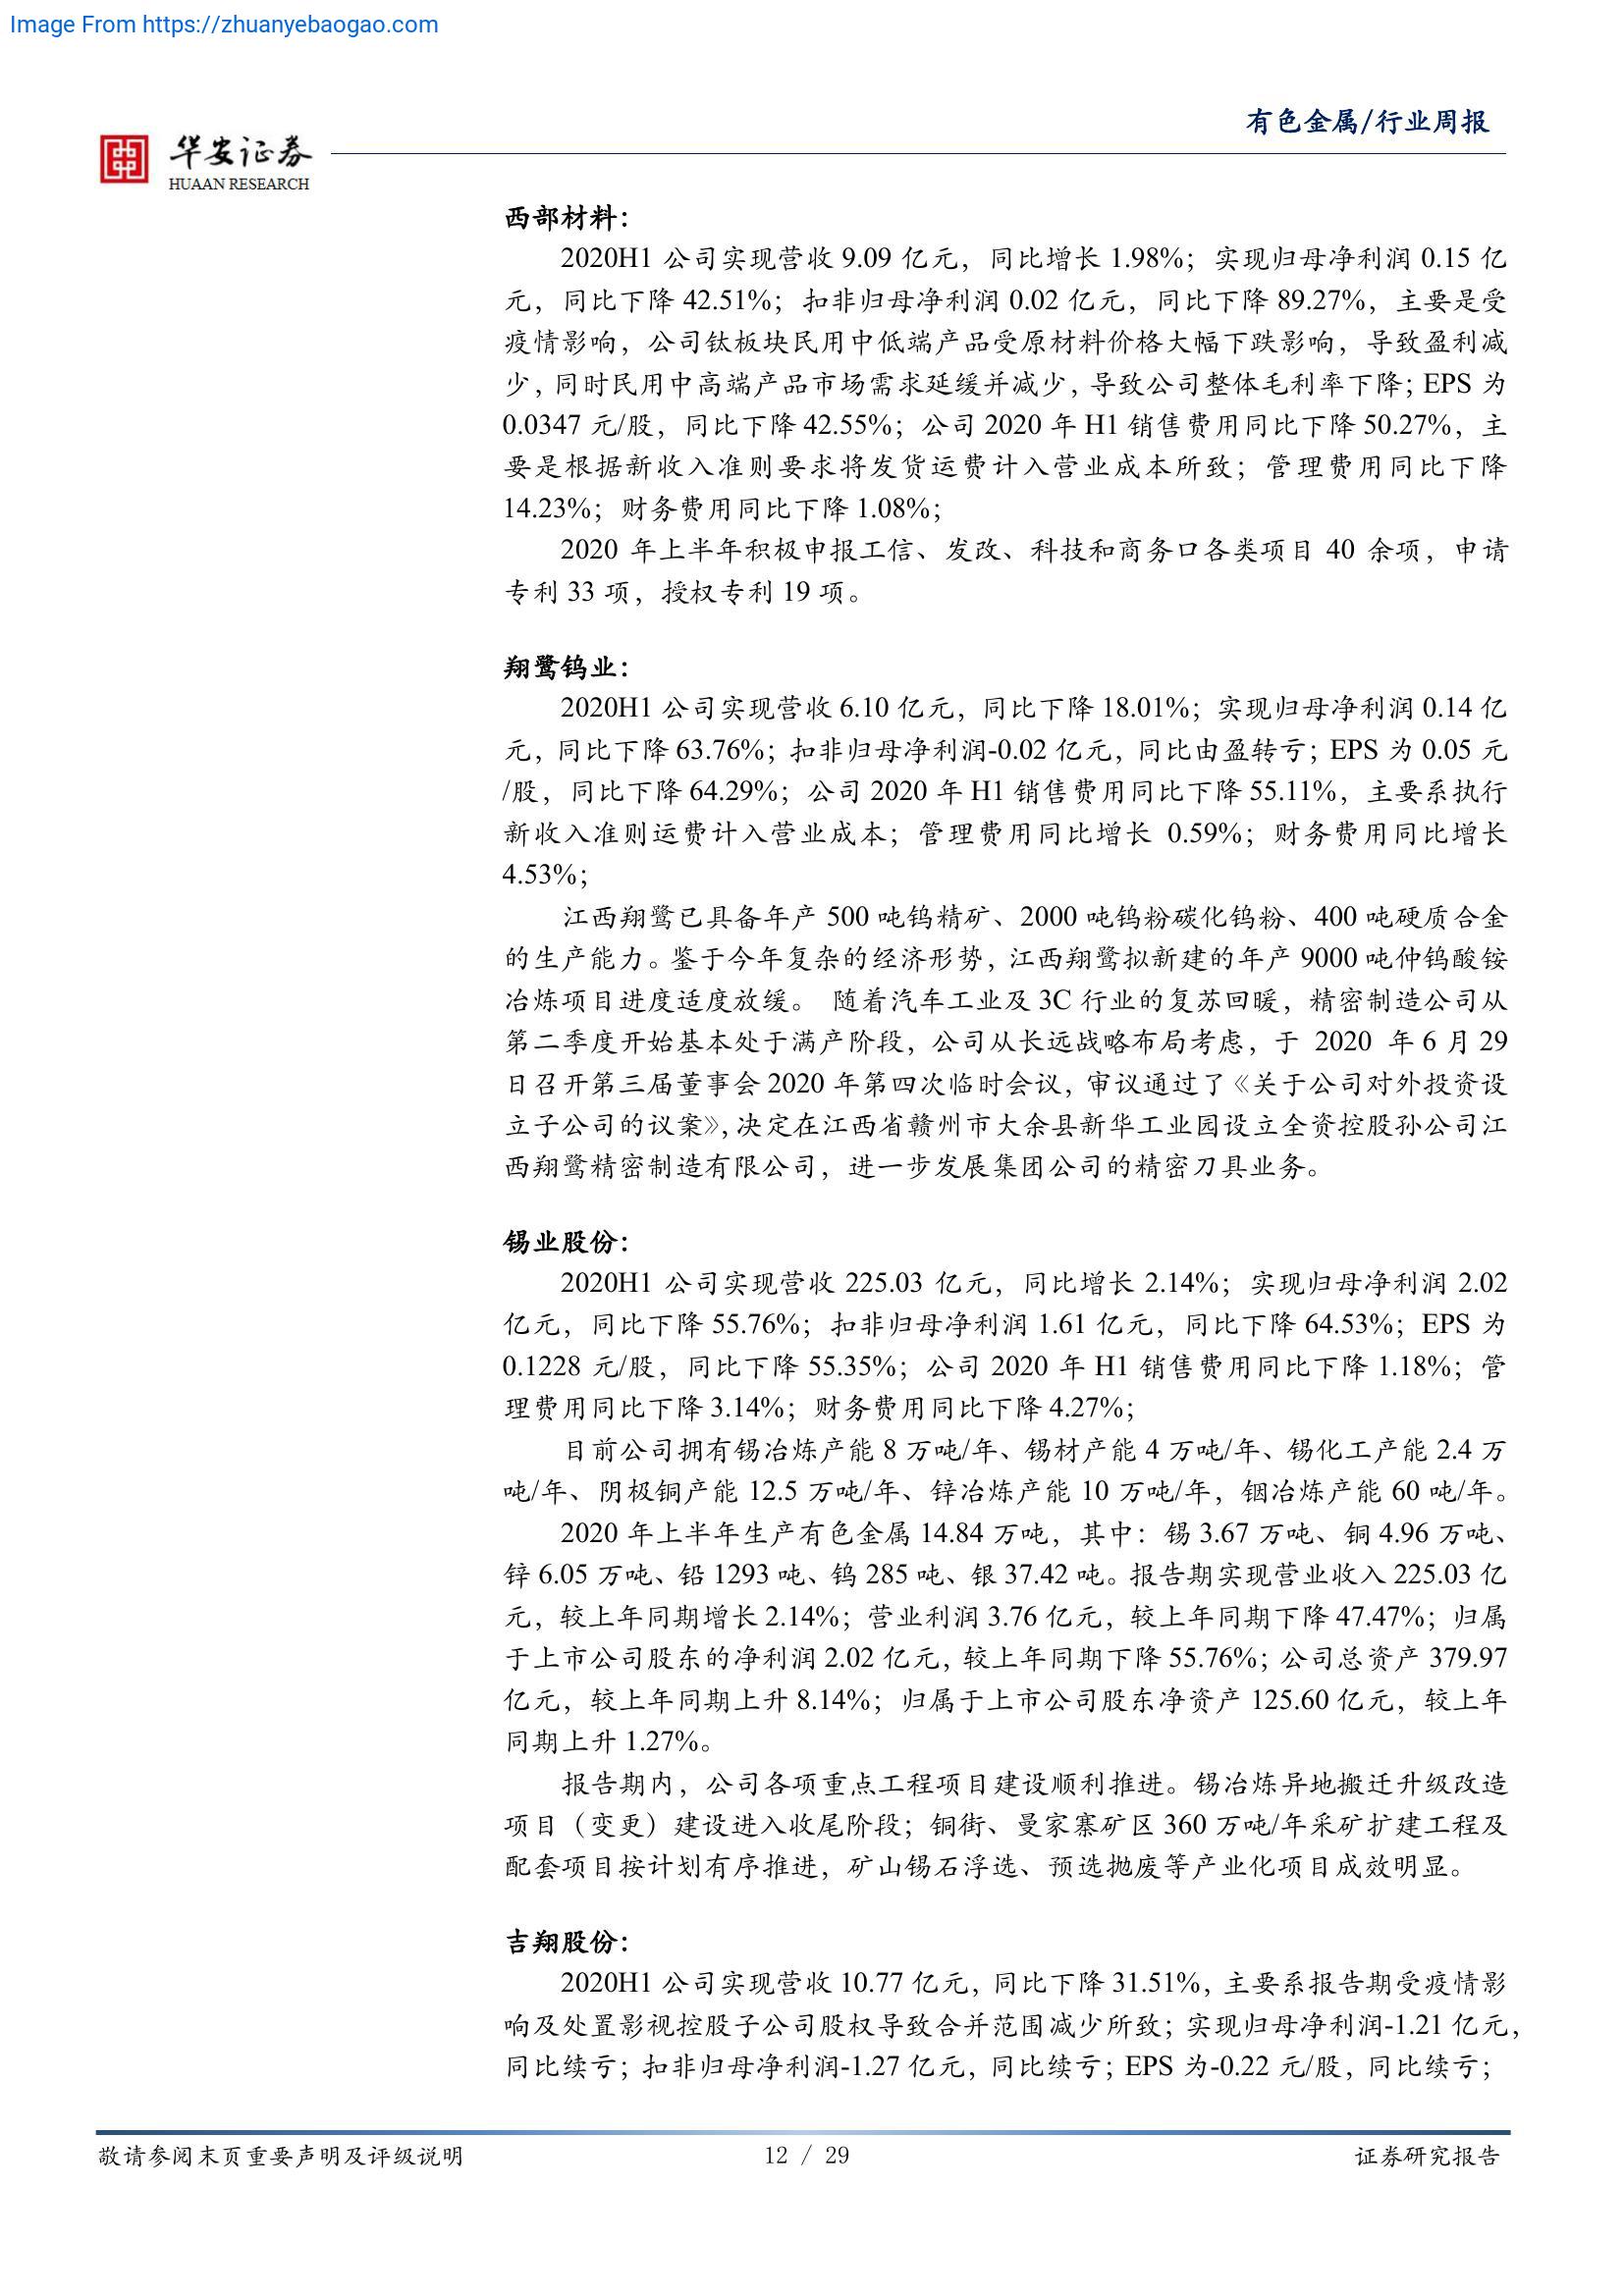 Image From https://zhuanyebaogao.com
有色金属/行业周报
华安证券
HUAAN RESEARCH
西部材料：
2020H1 公司实现营收 9.09 亿元，同比增长 1.98%；实现归母净利润 0.15 亿
元，同比下降 42.51%；扣非归母净利润 0.02 亿元，同比下降 89.27%，主要是受
疫情影响，公司钛板块民用中低端产品受原材料价格大幅下跌影响，导致盈利减
少，同时民用中高端产品市场需求延缓并减少，导致公司整体毛利率下降；EPS 为
0.0347 元/股，同比下降 42.55%；公司 2020 年 H1 销售费用同比下降 50.27%，主
要是根据新收入准则要求将发货运费计入营业成本所致；管理费用同比下降
14.23%；财务费用同比下降 1.08%；
2020 年上半年积极申报工信、发改、科技和商务口各类项目 40 余项，申请
专利 33 项，授权专利 19 项。
翔鹭钨业：
2020H1 公司实现营收 6.10 亿元，同比下降 18.01%；实现归母净利润 0.14 亿
元，同比下降 63.76%；扣非归母净利润-0.02 亿元，同比由盈转亏；EPS 为 0.05 元
/股，同比下降 64.29%；公司 2020 年 H1 销售费用同比下降 55.11%，主要系执行
新收入准则运费计入营业成本；管理费用同比增长 0.59%；财务费用同比增长
4.53%；
江西翔鹭已具备年产 500 吨钨精矿、2000 吨钨粉碳化钨粉、400 吨硬质合金
的生产能力。鉴于今年复杂的经济形势，江西翔鹭拟新建的年产 9000 吨仲钨酸铵
冶炼项目进度适度放缓。 随着汽车工业及 3C 行业的复苏回暖，精密制造公司从
第二季度开始基本处于满产阶段，公司从长远战略布局考虑，于 2020 年 6 月 29
日召开第三届董事会 2020 年第四次临时会议，审议通过了《关于公司对外投资设
立子公司的议案》，决定在江西省赣州市大余县新华工业园设立全资控股孙公司江
西翔鹭精密制造有限公司，进一步发展集团公司的精密刀具业务。
锡业股份：
2020H1 公司实现营收 225.03 亿元，同比增长 2.14%；实现归母净利润 2.02
亿元，同比下降 55.76%；扣非归母净利润 1.61 亿元，同比下降 64.53%；EPS 为
0.1228 元/股，同比下降 55.35%；公司 2020 年 H1 销售费用同比下降 1.18%；管
理费用同比下降 3.14%；财务费用同比下降 4.27%；
目前公司拥有锡冶炼产能 8 万吨/年、锡材产能 4 万吨/年、锡化工产能 2.4 万
吨/年、阴极铜产能 12.5 万吨/年、锌冶炼产能 10 万吨/年，铟冶炼产能 60 吨/年。
2020 年上半年生产有色金属 14.84 万吨，其中：锡 3.67 万吨、铜 4.96 万吨、
锌 6.05 万吨、铅 1293 吨、钨 285 吨、银 37.42 吨。报告期实现营业收入 225.03 亿
元，较上年同期增长 2.14%；营业利润 3.76 亿元，较上年同期下降 47.47%；归属
于上市公司股东的净利润 2.02 亿元，较上年同期下降 55.76%；公司总资产 379.97
亿元，较上年同期上升 8.14%；归属于上市公司股东净资产 125.60 亿元，较上年
同期上升 1.27%。
报告期内，公司各项重点工程项目建设顺利推进。锡冶炼异地搬迁升级改造
项目（变更）建设进入收尾阶段；铜街、曼家寨矿区 360 万吨/年采矿扩建工程及
配套项目按计划有序推进，矿山锡石浮选、预选抛废等产业化项目成效明显。
吉翔股份：
2020H1 公司实现营收 10.77 亿元，同比下降 31.51%，主要系报告期受疫情影
响及处置影视控股子公司股权导致合并范围减少所致；实现归母净利润-1.21 亿元，
同比续亏；扣非归母净利润-1.27 亿元，同比续亏；EPS 为-0.22 元/股，同比续亏；
敬请参阅末页重要声明及评级说明
12 / 29
证券研究报告